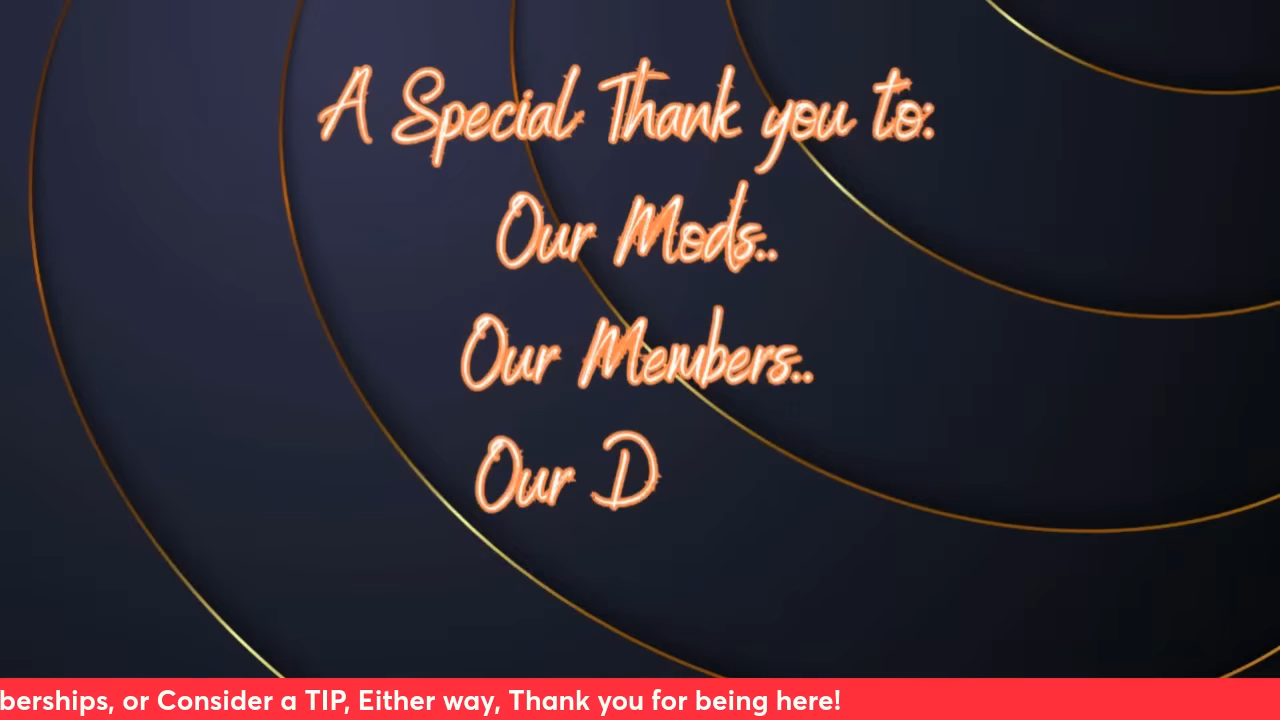 A Special Thank you to:
Our Mods..
Our Members..
Our D
berships, or Consider a TIP, Either way, Thank you for being here!